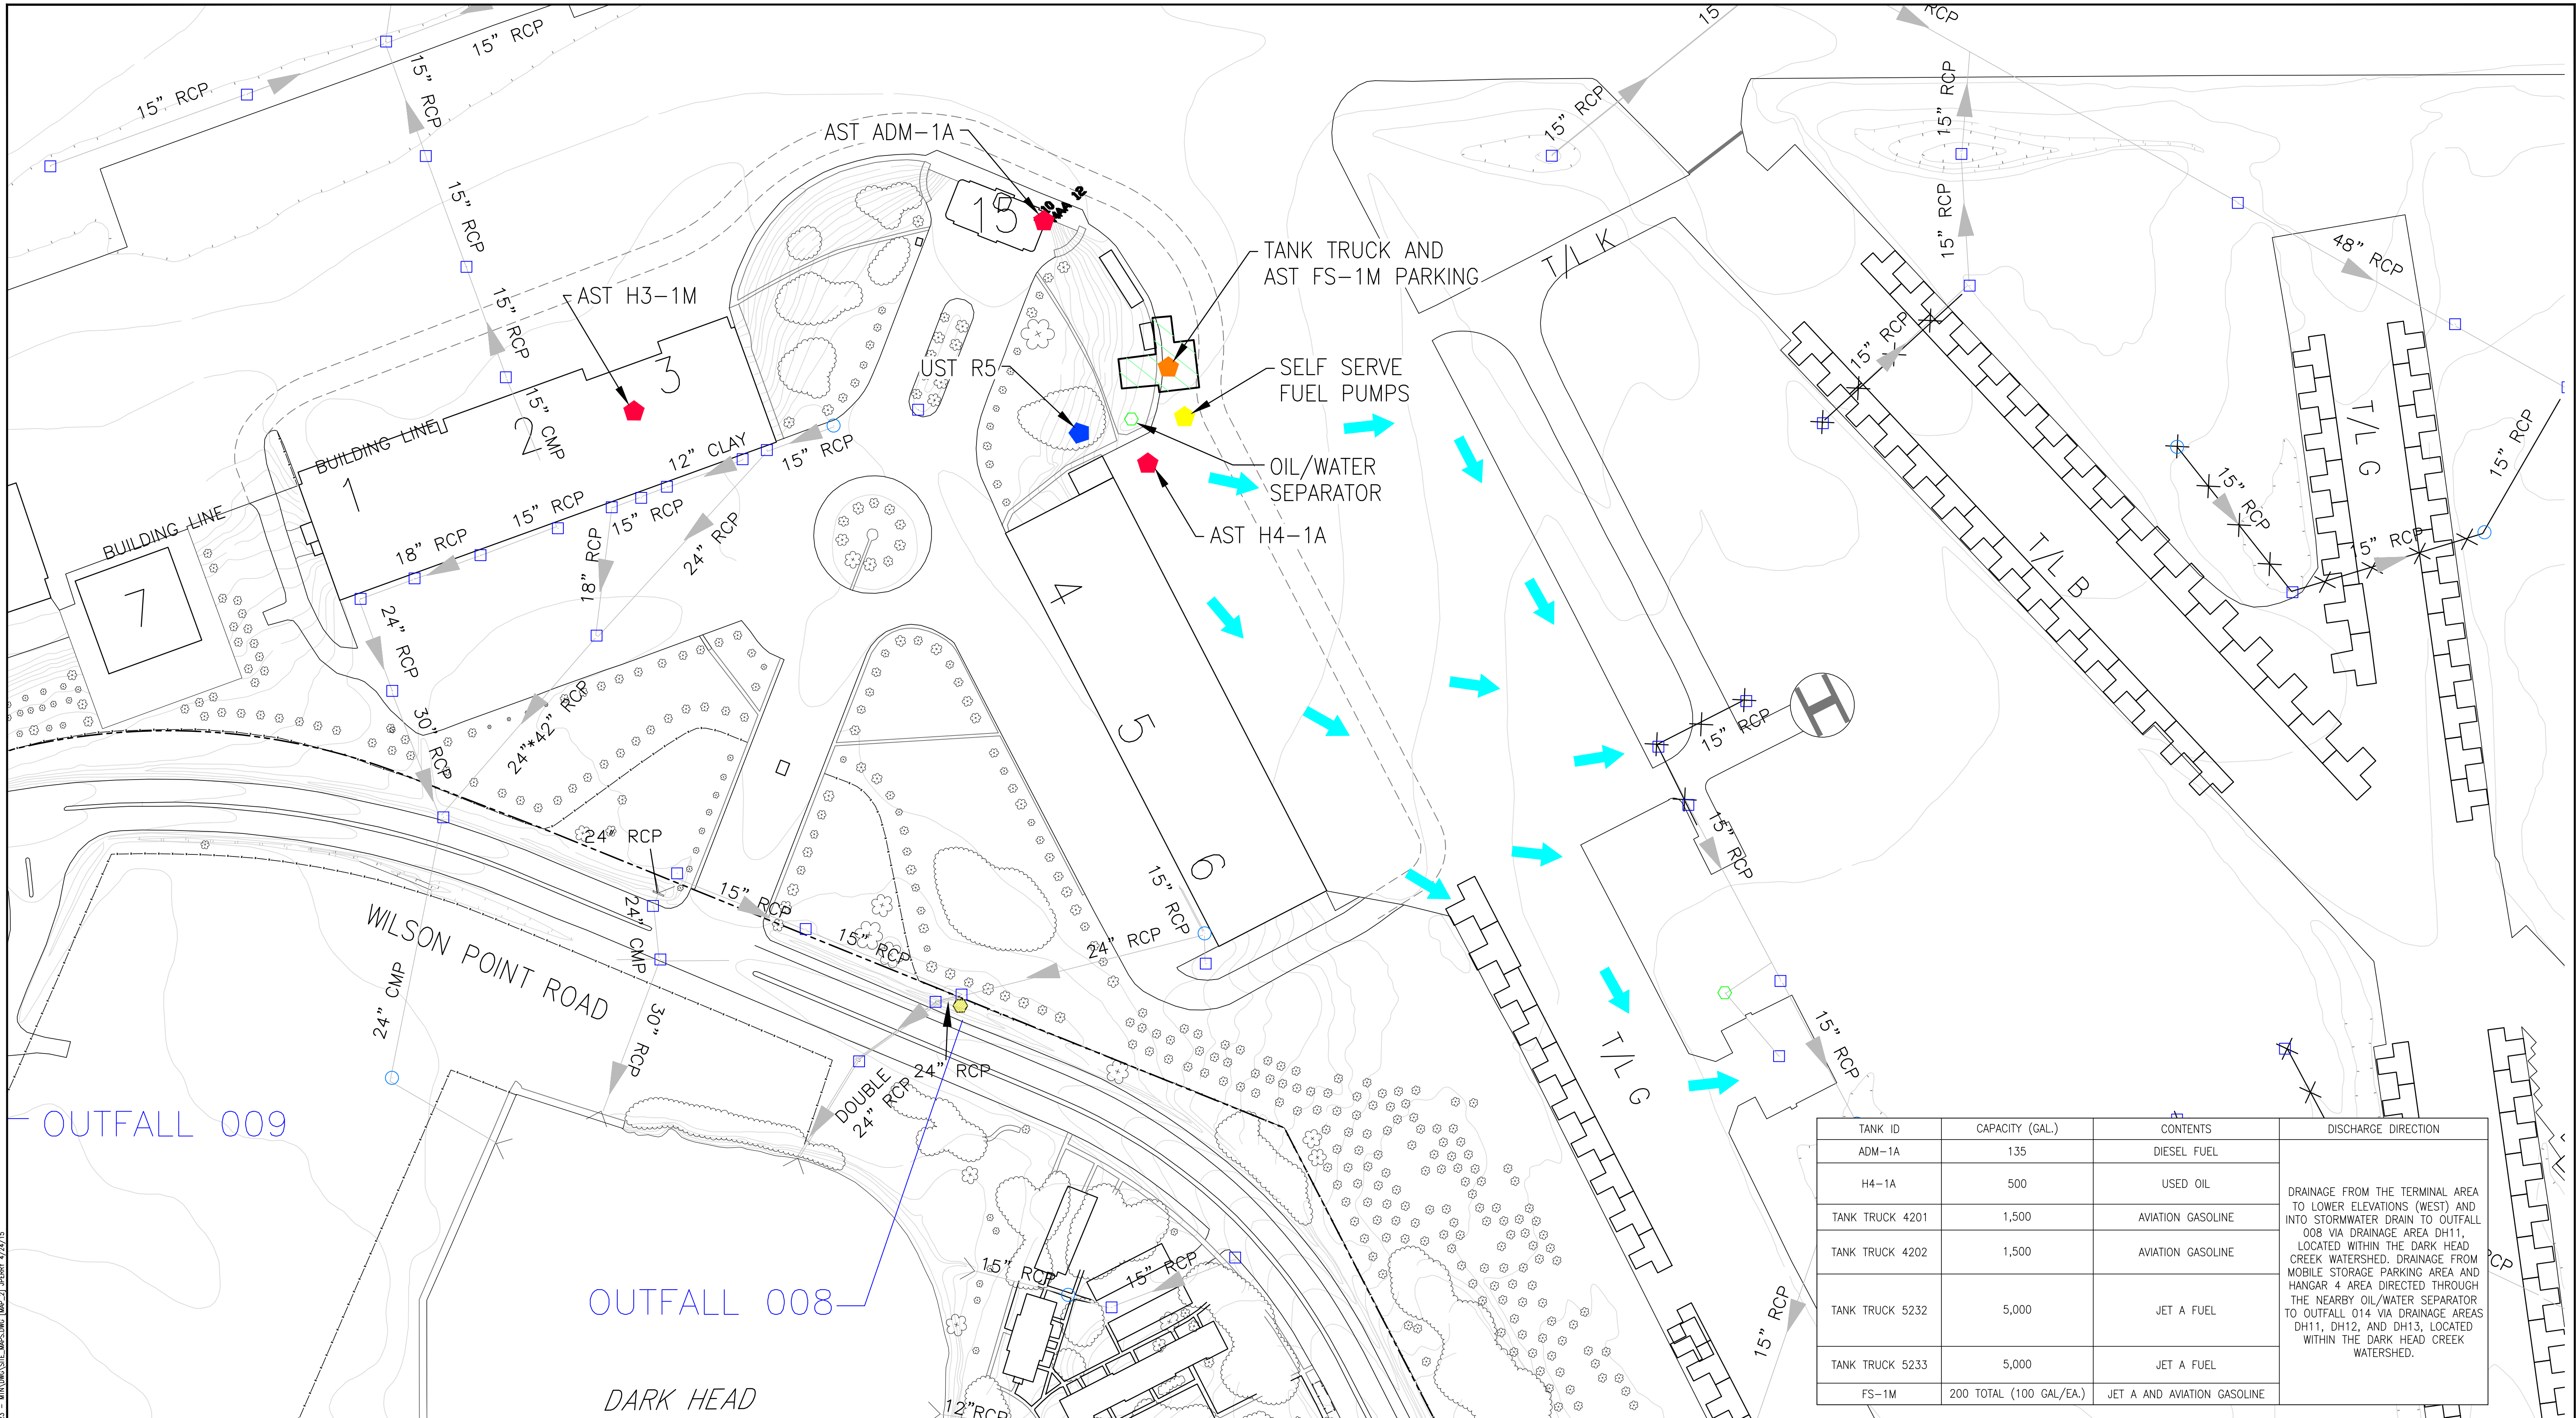 15" RCP
15" RCP
15" RCP
15" RCP
15" RCP
15" RCP
15" CMP
AST ADM-1A
15
AST H3-1M
TANK TRUCK AND
AST FS-1M PARKING
SELF SERVE
FUEL PUMPS
UST R5
OIL/WATER
SEPARATOR
AST H4-1A
BUILDING LINE
BUILDING LINE
1
2
3
4
5
6
7
12" CLAY
15" RCP
15" RCP
15" RCP
18" RCP
18" RCP
24" RCP
24" RCP
30" RCP
24"*42" RCP
24" RCP
15" RCP
24" CMP
30" RCP
24" CMP
15" RCP
24" RCP
15" RCP
24" RCP
DOUBLE
24" RCP
WILSON POINT ROAD
OUTFALL 009
OUTFALL 008
DARK HEAD
15" RCP
15" RCP
12"RCP
15
RCP
15" RCP
15" RCP
15" RCP
48" RCP
T/L K
15" RCP
T/L B
T/L G
15" RCP
15" RCP
15" RCP
H
15" RCP
15" RCP
15" RCP
15" RCP
T/L G
TANK ID CAPACITY (GAL.) CONTENTS DISCHARGE DIRECTION
ADM-1A 135 DIESEL FUEL
H4-1A 500 USED OIL
TANK TRUCK 4201 1,500 AVIATION GASOLINE
TANK TRUCK 4202 1,500 AVIATION GASOLINE
TANK TRUCK 5232 5,000 JET A FUEL
TANK TRUCK 5233 5,000 JET A FUEL
FS-1M 200 TOTAL (100 GAL/EA.) JET A AND AVIATION GASOLINE
DRAINAGE FROM THE TERMINAL AREA
TO LOWER ELEVATIONS (WEST) AND
INTO STORMWATER DRAIN TO OUTFALL
008 VIA DRAINAGE AREA DH11,
LOCATED WITHIN THE DARK HEAD
CREEK WATERSHED. DRAINAGE FROM
MOBILE STORAGE PARKING AREA AND
HANGAR 4 AREA DIRECTED THROUGH
THE NEARBY OIL/WATER SEPARATOR
TO OUTFALL 014 VIA DRAINAGE AREAS
DH11, DH12, AND DH13, LOCATED
WITHIN THE DARK HEAD CREEK
WATERSHED.